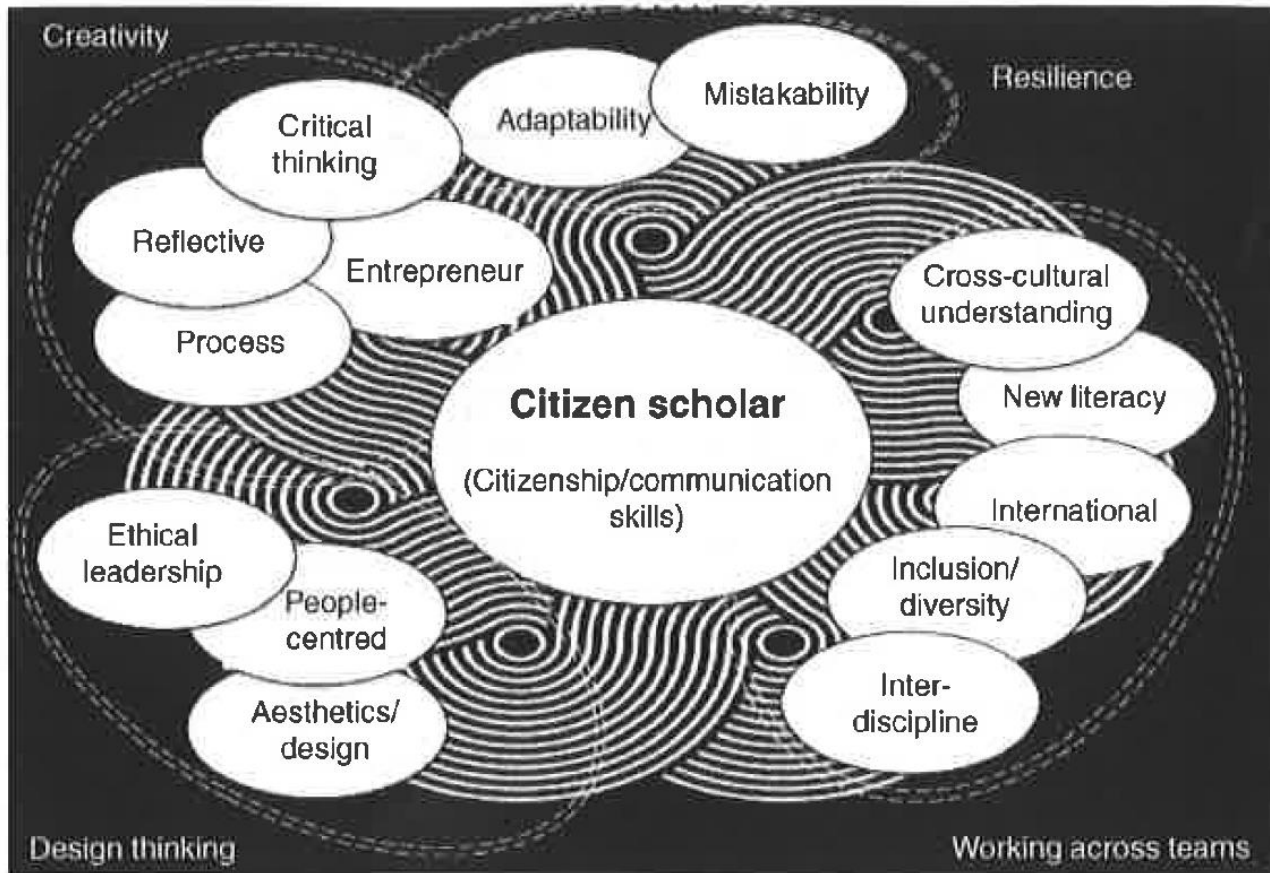 Creativity
Resilience
Mistakability
Adaptability
Critical
thinking
Reflective
Entrepreneur
Process
Cross-cultural
understanding
New literacy
International
Inclusion/
diversity
Inter-
discipline
Citizen scholar
(Citizenship/communication
skills)
Ethical
leadership
People-
centred
Aesthetics/
design
Design thinking
Working across teams